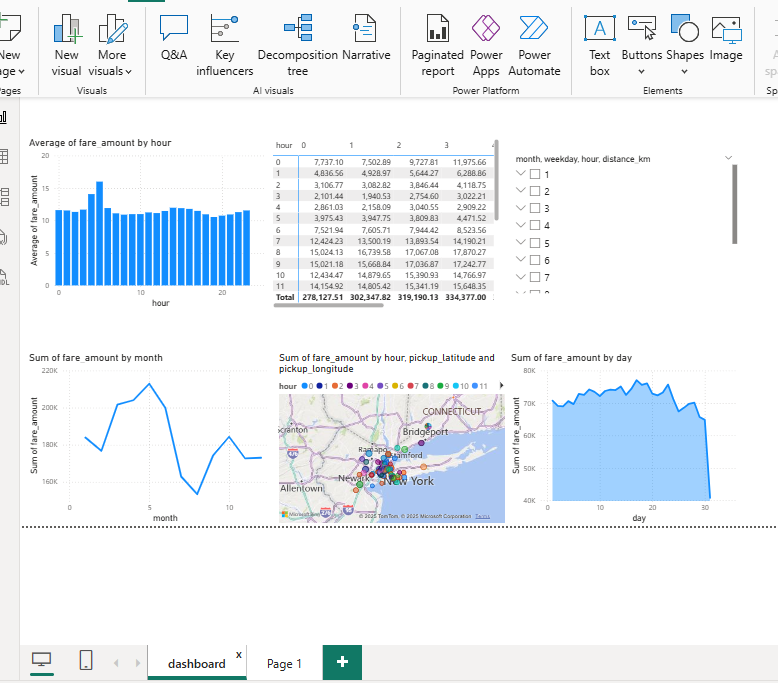 New
New
More
Q&A
Key
Decomposition
Narrative
Paginated
Power
Power
Text
Buttons
Shapes
Image
visual
visuals
influencers
tree
report
Apps
Automate
box
Visuals
AI visuals
Power Platform
Elements
Average of fare_amount by hour
Average of fare_amount
20
15
10
5
0
0 10 20
hour
hour 0 1 2 3
0 7,737.10 7,502.89 9,727.81 11,975.66
1 4,836.56 4,928.97 5,644.27 6,288.86
2 3,106.77 3,082.82 3,846.44 4,118.75
3 2,101.44 1,940.53 2,754.60 3,022.21
4 2,861.03 2,158.09 3,040.55 2,909.22
5 3,975.43 3,947.75 3,809.83 4,471.52
6 7,521.94 7,605.71 7,944.42 8,523.56
7 12,424.23 13,500.19 13,893.54 14,190.21
8 15,024.13 16,739.58 17,067.08 17,870.27
9 15,021.18 15,668.84 17,036.87 17,242.77
10 12,434.47 14,879.65 15,390.93 14,766.97
11 14,154.92 14,805.42 15,341.19 15,648.35
Total 278,127.51 302,347.82 319,190.13 334,377.00
month, weekday, hour, distance_km
1
2
3
4
5
6
7
Sum of fare_amount by month
Sum of fare_amount
220K
200K
180K
160K
0 5 10
month
Sum of fare_amount by hour, pickup_latitude and
pickup_longitude
hour 0 1 2 3 4 5 6 7 8 9 10 11
CONNECTICUT
Bridgeport
Ramapo
Stamford
Newark
New York
Allentown
Microsoft Bing
© 2025 TomTom, © 2025 Microsoft Corporation Terms
Sum of fare_amount by day
Sum of fare_amount
80K
70K
60K
50K
40K
0 10 20 30
day
dashboard x
Page 1
+